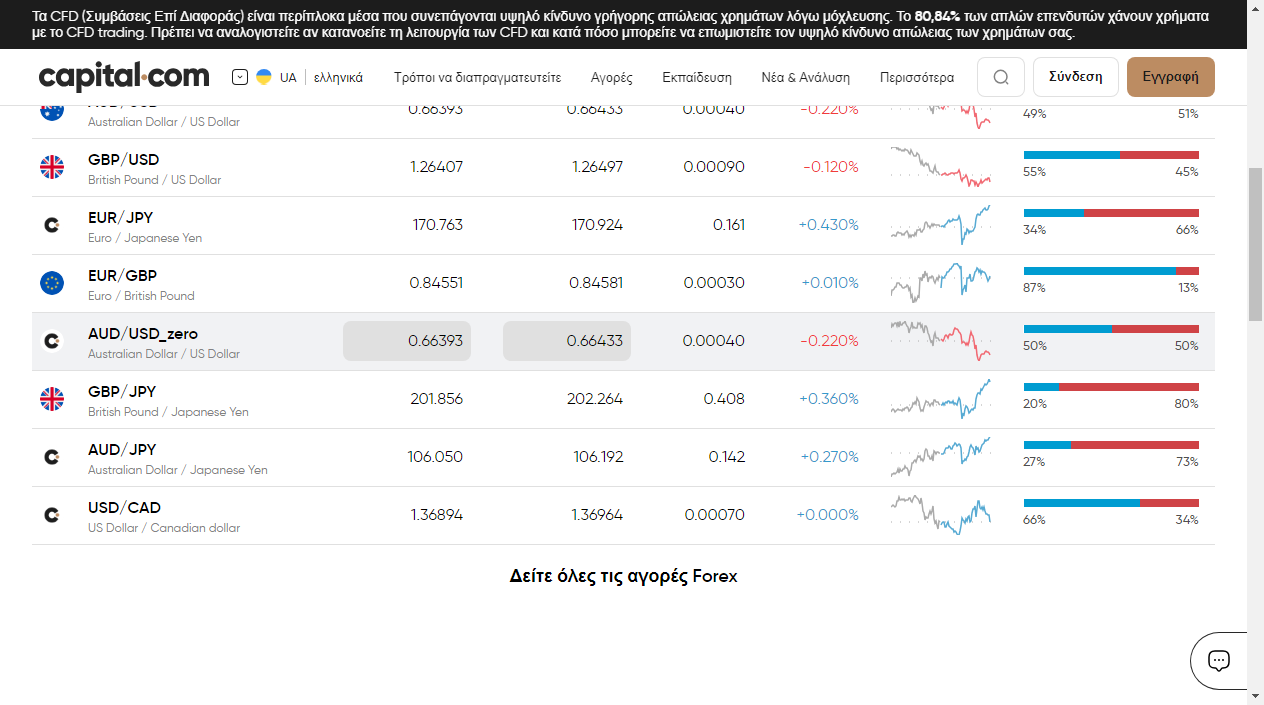 Τα CFD (Συμβάσεις Επί Διαφοράς) είναι περίπλοκα μέσα που συνεπάγονται υψηλό κίνδυνο γρήγορης απώλειας χρημάτων λόγω μόχλευσης. Το 80,84% των απλών επενδυτών χάνουν χρήματα
με το CFD trading. Πρέπει να αναλογιστείτε αν κατανοείτε τη λειτουργία των CFD και κατά πόσο μπορείτε να επωμιστείτε τον υψηλό κίνδυνο απώλειας των χρημάτων σας.
capital.com UA ελληνικά Τρόποι να διαπραγματευτείτε Αγορές Εκπαίδευση Νέα & Ανάλυση Περισσότερα Σύνδεση Εγγραφή
AUD/USD 0.66393 0.66433 0.00040 -0.220%
Australian Dollar / US Dollar 49% 51%
GBP/USD 1.26407 1.26497 0.00090 -0.120%
British Pound / US Dollar 55% 45%
EUR/JPY 170.763 170.924 0.161 +0.430%
Euro / Japanese Yen 34% 66%
EUR/GBP 0.84551 0.84581 0.00030 +0.010%
Euro / British Pound 87% 13%
AUD/USD_zero 0.66393 0.66433 0.00040 -0.220%
Australian Dollar / US Dollar 50% 50%
GBP/JPY 201.856 202.264 0.408 +0.360%
British Pound / Japanese Yen 20% 80%
AUD/JPY 106.050 106.192 0.142 +0.270%
Australian Dollar / Japanese Yen 27% 73%
USD/CAD 1.36894 1.36964 0.00070 +0.000%
US Dollar / Canadian dollar 66% 34%
Δείτε όλες τις αγορές Forex